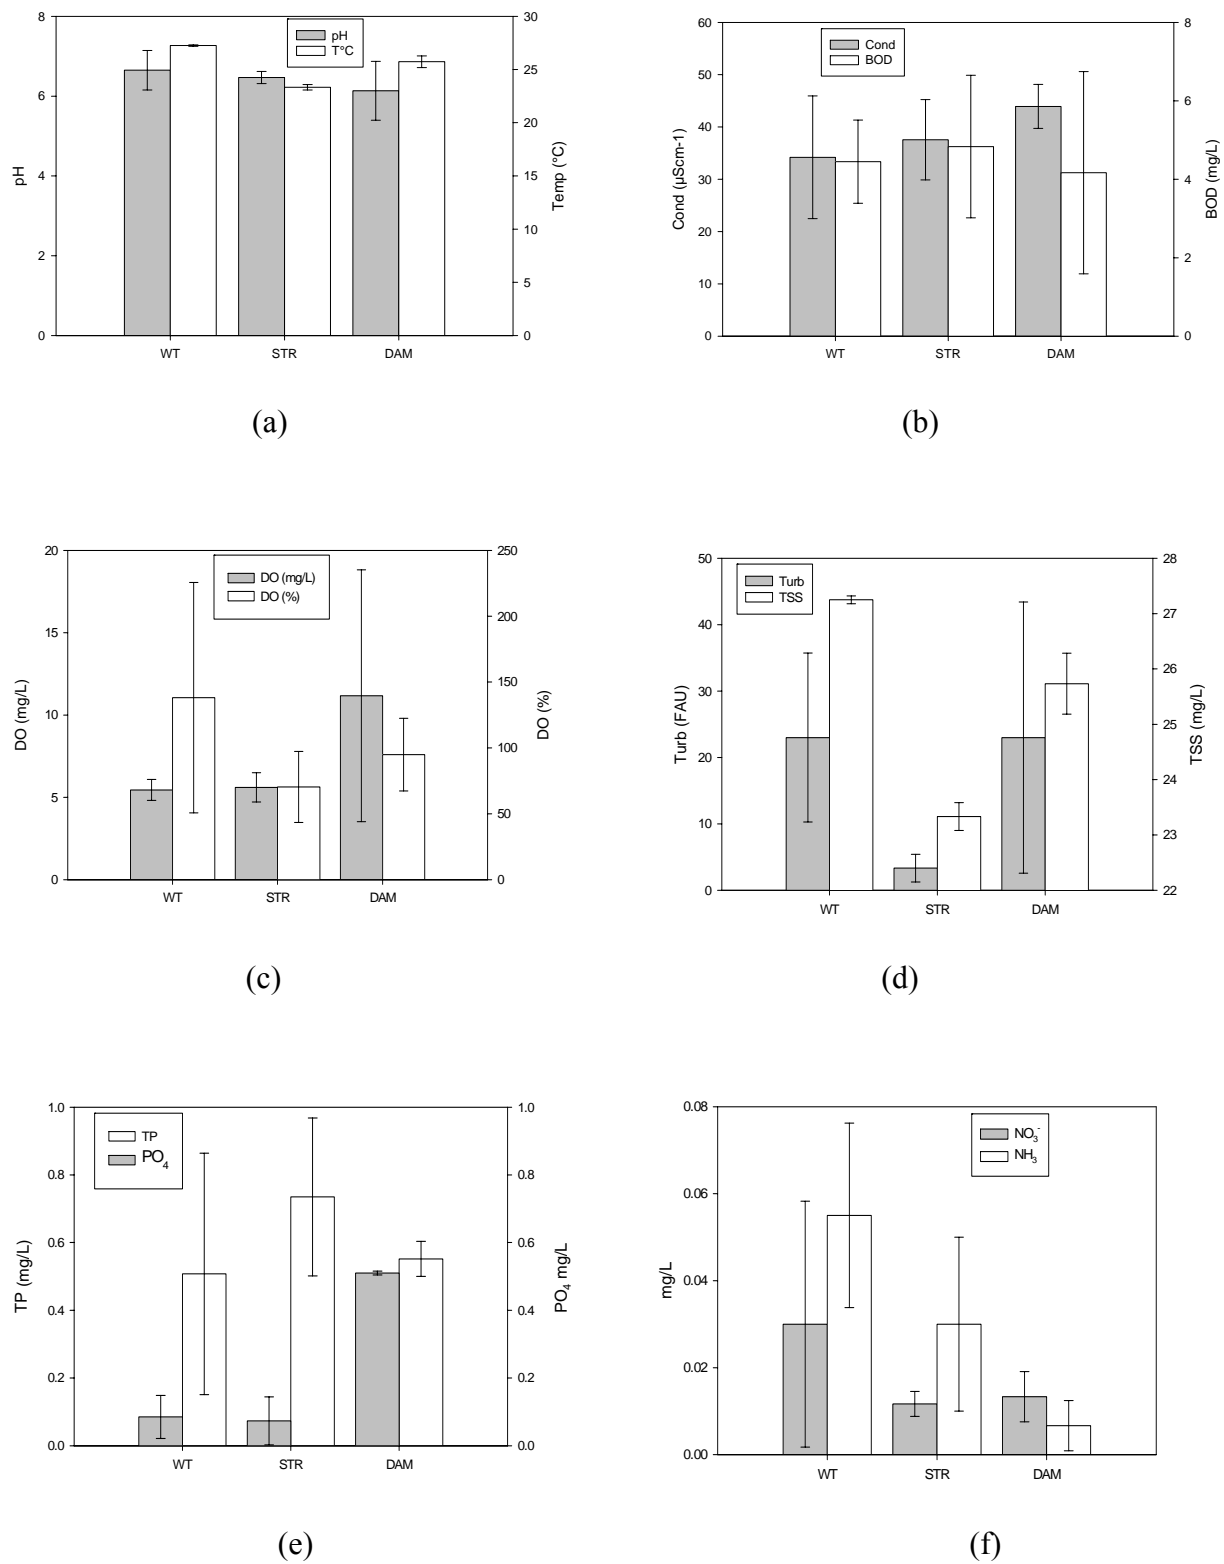 pH
T°C
8
6
4
2
0
pH
30
25
20
15
10
5
0
Temp (°C)
WT STR DAM
(a)
Cond
BOD
60
50
40
30
20
10
0
Cond (µScm-1)
8
6
4
2
0
BOD (mg/L)
WT STR DAM
(b)
DO (mg/L)
DO (%)
20
15
10
5
0
DO (mg/L)
250
200
150
100
50
0
DO (%)
WT STR DAM
(c)
Turb
TSS
50
40
30
20
10
0
Turb (FAU)
28
27
26
25
24
23
22
TSS (mg/L)
WT STR DAM
(d)
TP
PO4
1.0
0.8
0.6
0.4
0.2
0.0
TP (mg/L)
1.0
0.8
0.6
0.4
0.2
0.0
PO4 mg/L
WT STR DAM
(e)
NO3-
NH3
0.08
0.06
0.04
0.02
0.00
mg/L
WT STR DAM
(f)